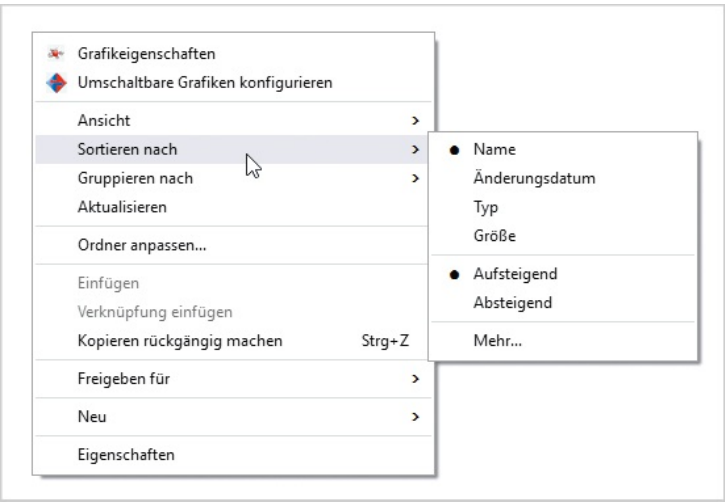 Grafikeigenschaften
Umschaltbare Grafiken konfigurieren
Ansicht
Sortieren nach
Gruppieren nach
Aktualisieren
Ordner anpassen...
Einfügen
Verknüpfung einfügen
Kopieren rückgängig machen Strg+Z
Freigeben für
Neu
Eigenschaften
Name
Änderungsdatum
Typ
Größe
Aufsteigend
Absteigend
Mehr...